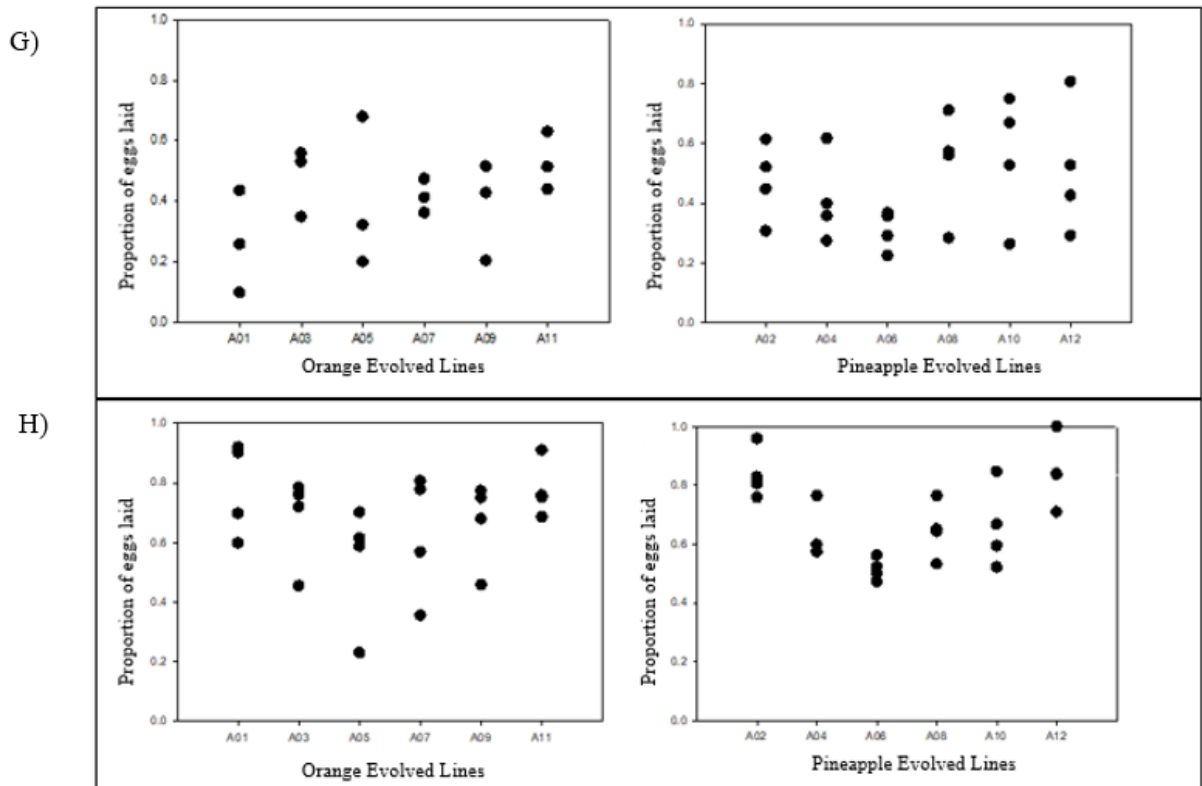 G)
Proportion of eggs laid
1.0
0.8
0.6
0.4
0.2
0.0
A01 A03 A05 A07 A09 A11
Orange Evolved Lines
Proportion of eggs laid
1.0
0.8
0.6
0.4
0.2
0.0
A02 A04 A06 A08 A10 A12
Pineapple Evolved Lines
H)
Proportion of eggs laid
1.0
0.8
0.6
0.4
0.2
0.0
A01 A03 A05 A07 A09 A11
Orange Evolved Lines
Proportion of eggs laid
1.0
0.8
0.6
0.4
0.2
0.0
A02 A04 A06 A08 A10 A12
Pineapple Evolved Lines